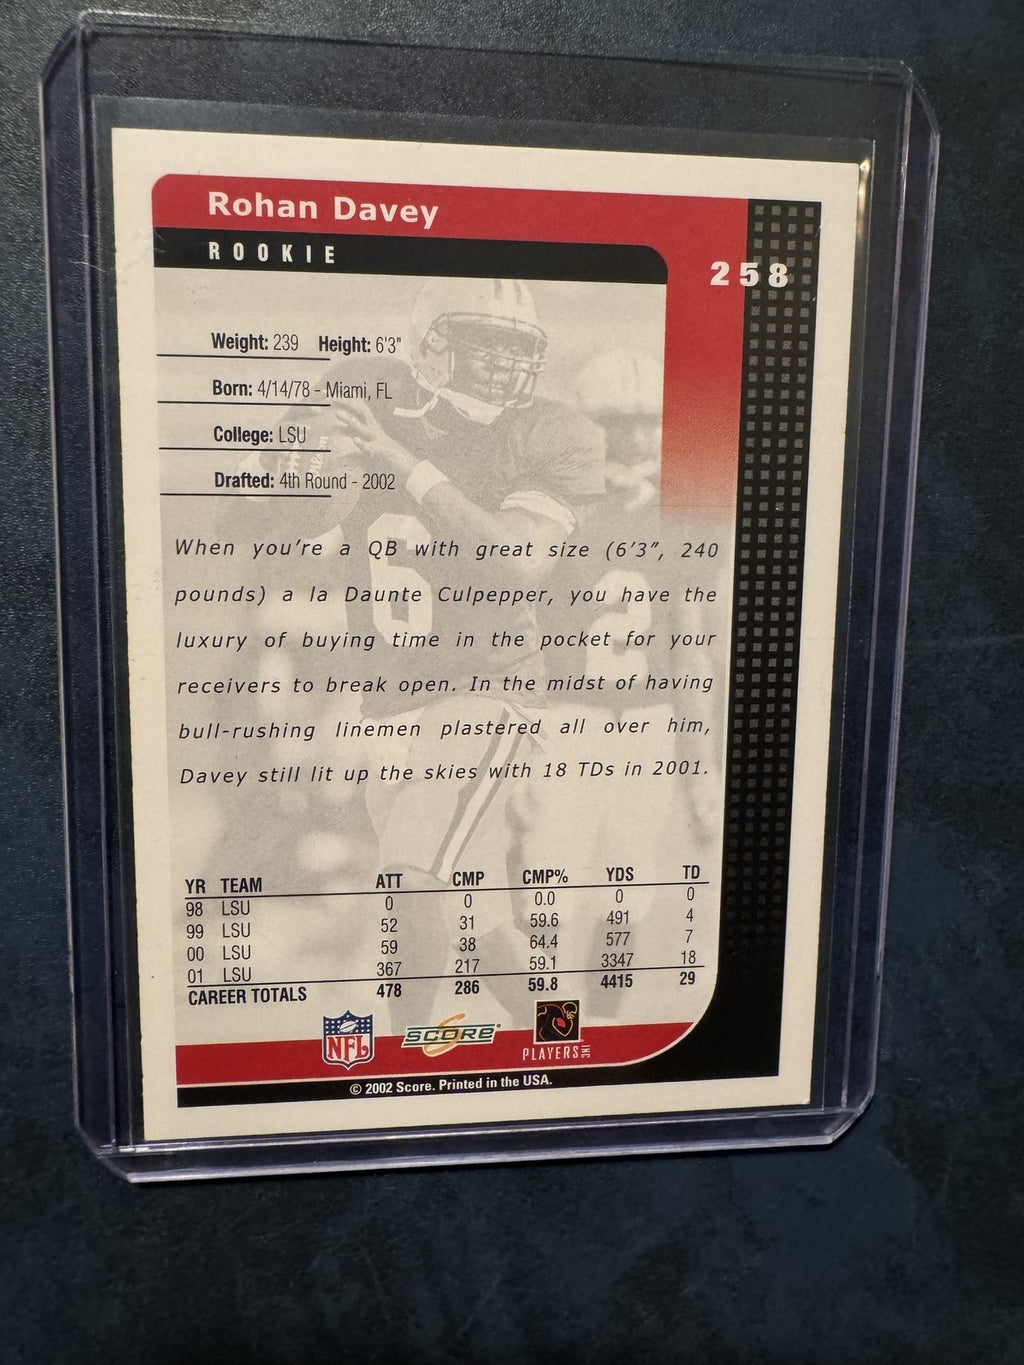 Rohan Davey
ROOKIE
258
Weight: 239 Height: 6'3"
Born: 4/14/78 - Miami, FL
College: LSU
Drafted: 4th Round - 2002
When you're a QB with great size (6'3", 240
pounds) a la Daunte Culpepper, you have the
luxury of buying time in the pocket for your
receivers to break open. In the midst of having
bull-rushing linemen plastered all over him,
Davey still lit up the skies with 18 TDs in 2001.
YR TEAM ATT CMP CMP% YDS TD
98 LSU 0 0 0.0 0 0
99 LSU 52 31 59.6 491 4
00 LSU 59 38 64.4 577 7
01 LSU 367 217 59.1 3347 18
CAREER TOTALS 478 286 59.8 4415 29
NFL SCORE PLAYERS INC
© 2002 Score. Printed in the USA.
6